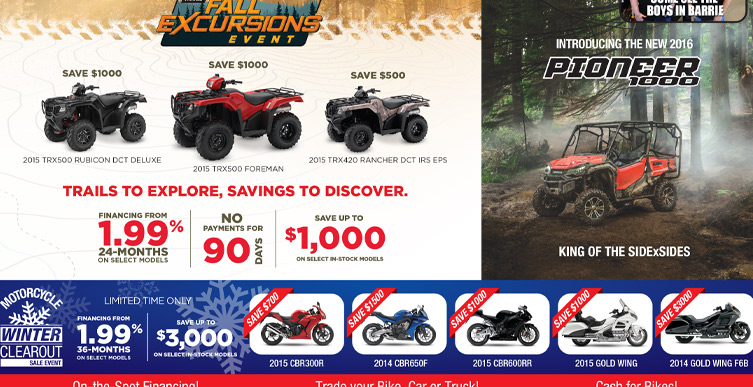 FALL
EXCURSIONS
EVENT
BOYS IN BARRIE
INTRODUCING THE NEW 2016
PIONEER
1000
SAVE $1000
SAVE $1000
SAVE $500
2015 TRX500 RUBICON DCT DELUXE
2015 TRX500 FOREMAN
2015 TRX420 RANCHER DCT IRS EPS
TRAILS TO EXPLORE, SAVINGS TO DISCOVER.
FINANCING FROM
1.99%
24-MONTHS
ON SELECT MODELS
NO
PAYMENTS FOR
90 DAYS
SAVE UP TO
$1,000
ON SELECT IN-STOCK MODELS
KING OF THE SIDExSIDES
MOTORCYCLE
WINTER
CLEAROUT
SALE EVENT
LIMITED TIME ONLY
FINANCING FROM
1.99%
36-MONTHS
ON SELECT MODELS
SAVE UP TO
$3,000
ON SELECT IN-STOCK MODELS
SAVE $700
2015 CBR300R
SAVE $1500
2014 CBR650F
SAVE $1000
2015 CBR600RR
SAVE $1000
2015 GOLD WING
SAVE $3000
2014 GOLD WING F6B
On-the-Spot Financing!
Trade your Bike, Car or Truck!
Cash for Bikes!